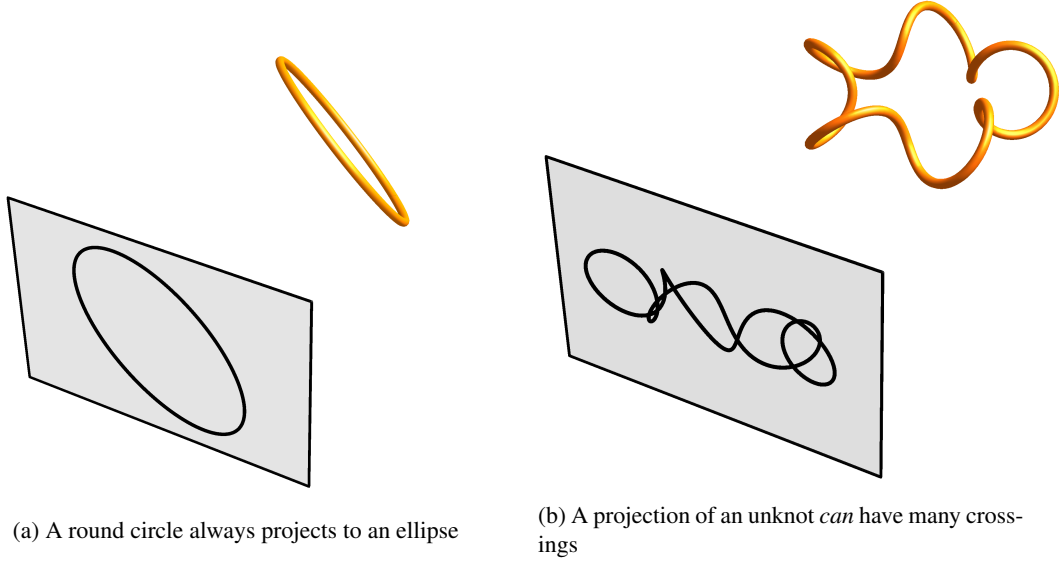 (a) A round circle always projects to an ellipse
(b) A projection of an unknot can have many cross-
ings